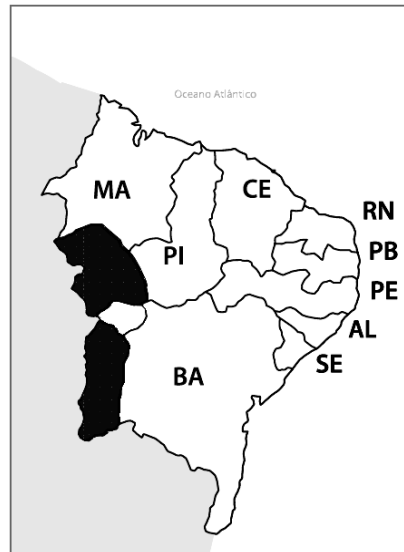 Oceano Atlântico
MA
CE
RN
PI
PB
PE
AL
SE
BA